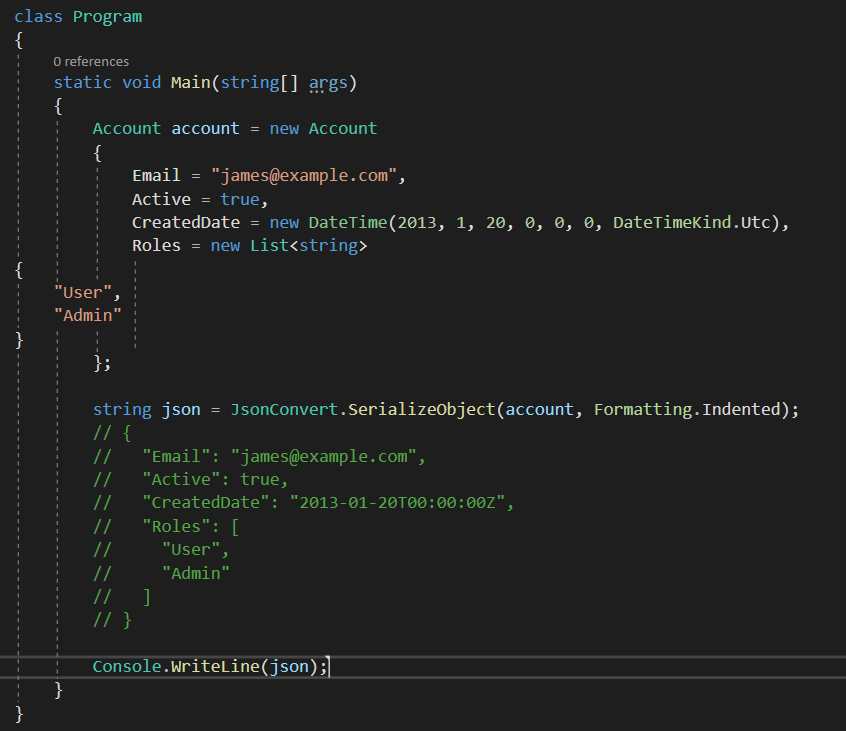 class Program
{
0 references
static void Main(string[] args)
{
Account account = new Account
{
Email = "james@example.com",
Active = true,
CreatedDate = new DateTime(2013, 1, 20, 0, 0, 0, DateTimeKind.Utc),
Roles = new List<string>
{
"User",
"Admin"
}
};
string json = JsonConvert.SerializeObject(account, Formatting.Indented);
// {
//   "Email": "james@example.com",
//   "Active": true,
//   "CreatedDate": "2013-01-20T00:00:00Z",
//   "Roles": [
//     "User",
//     "Admin"
//   ]
// }
Console.WriteLine(json);
}
}